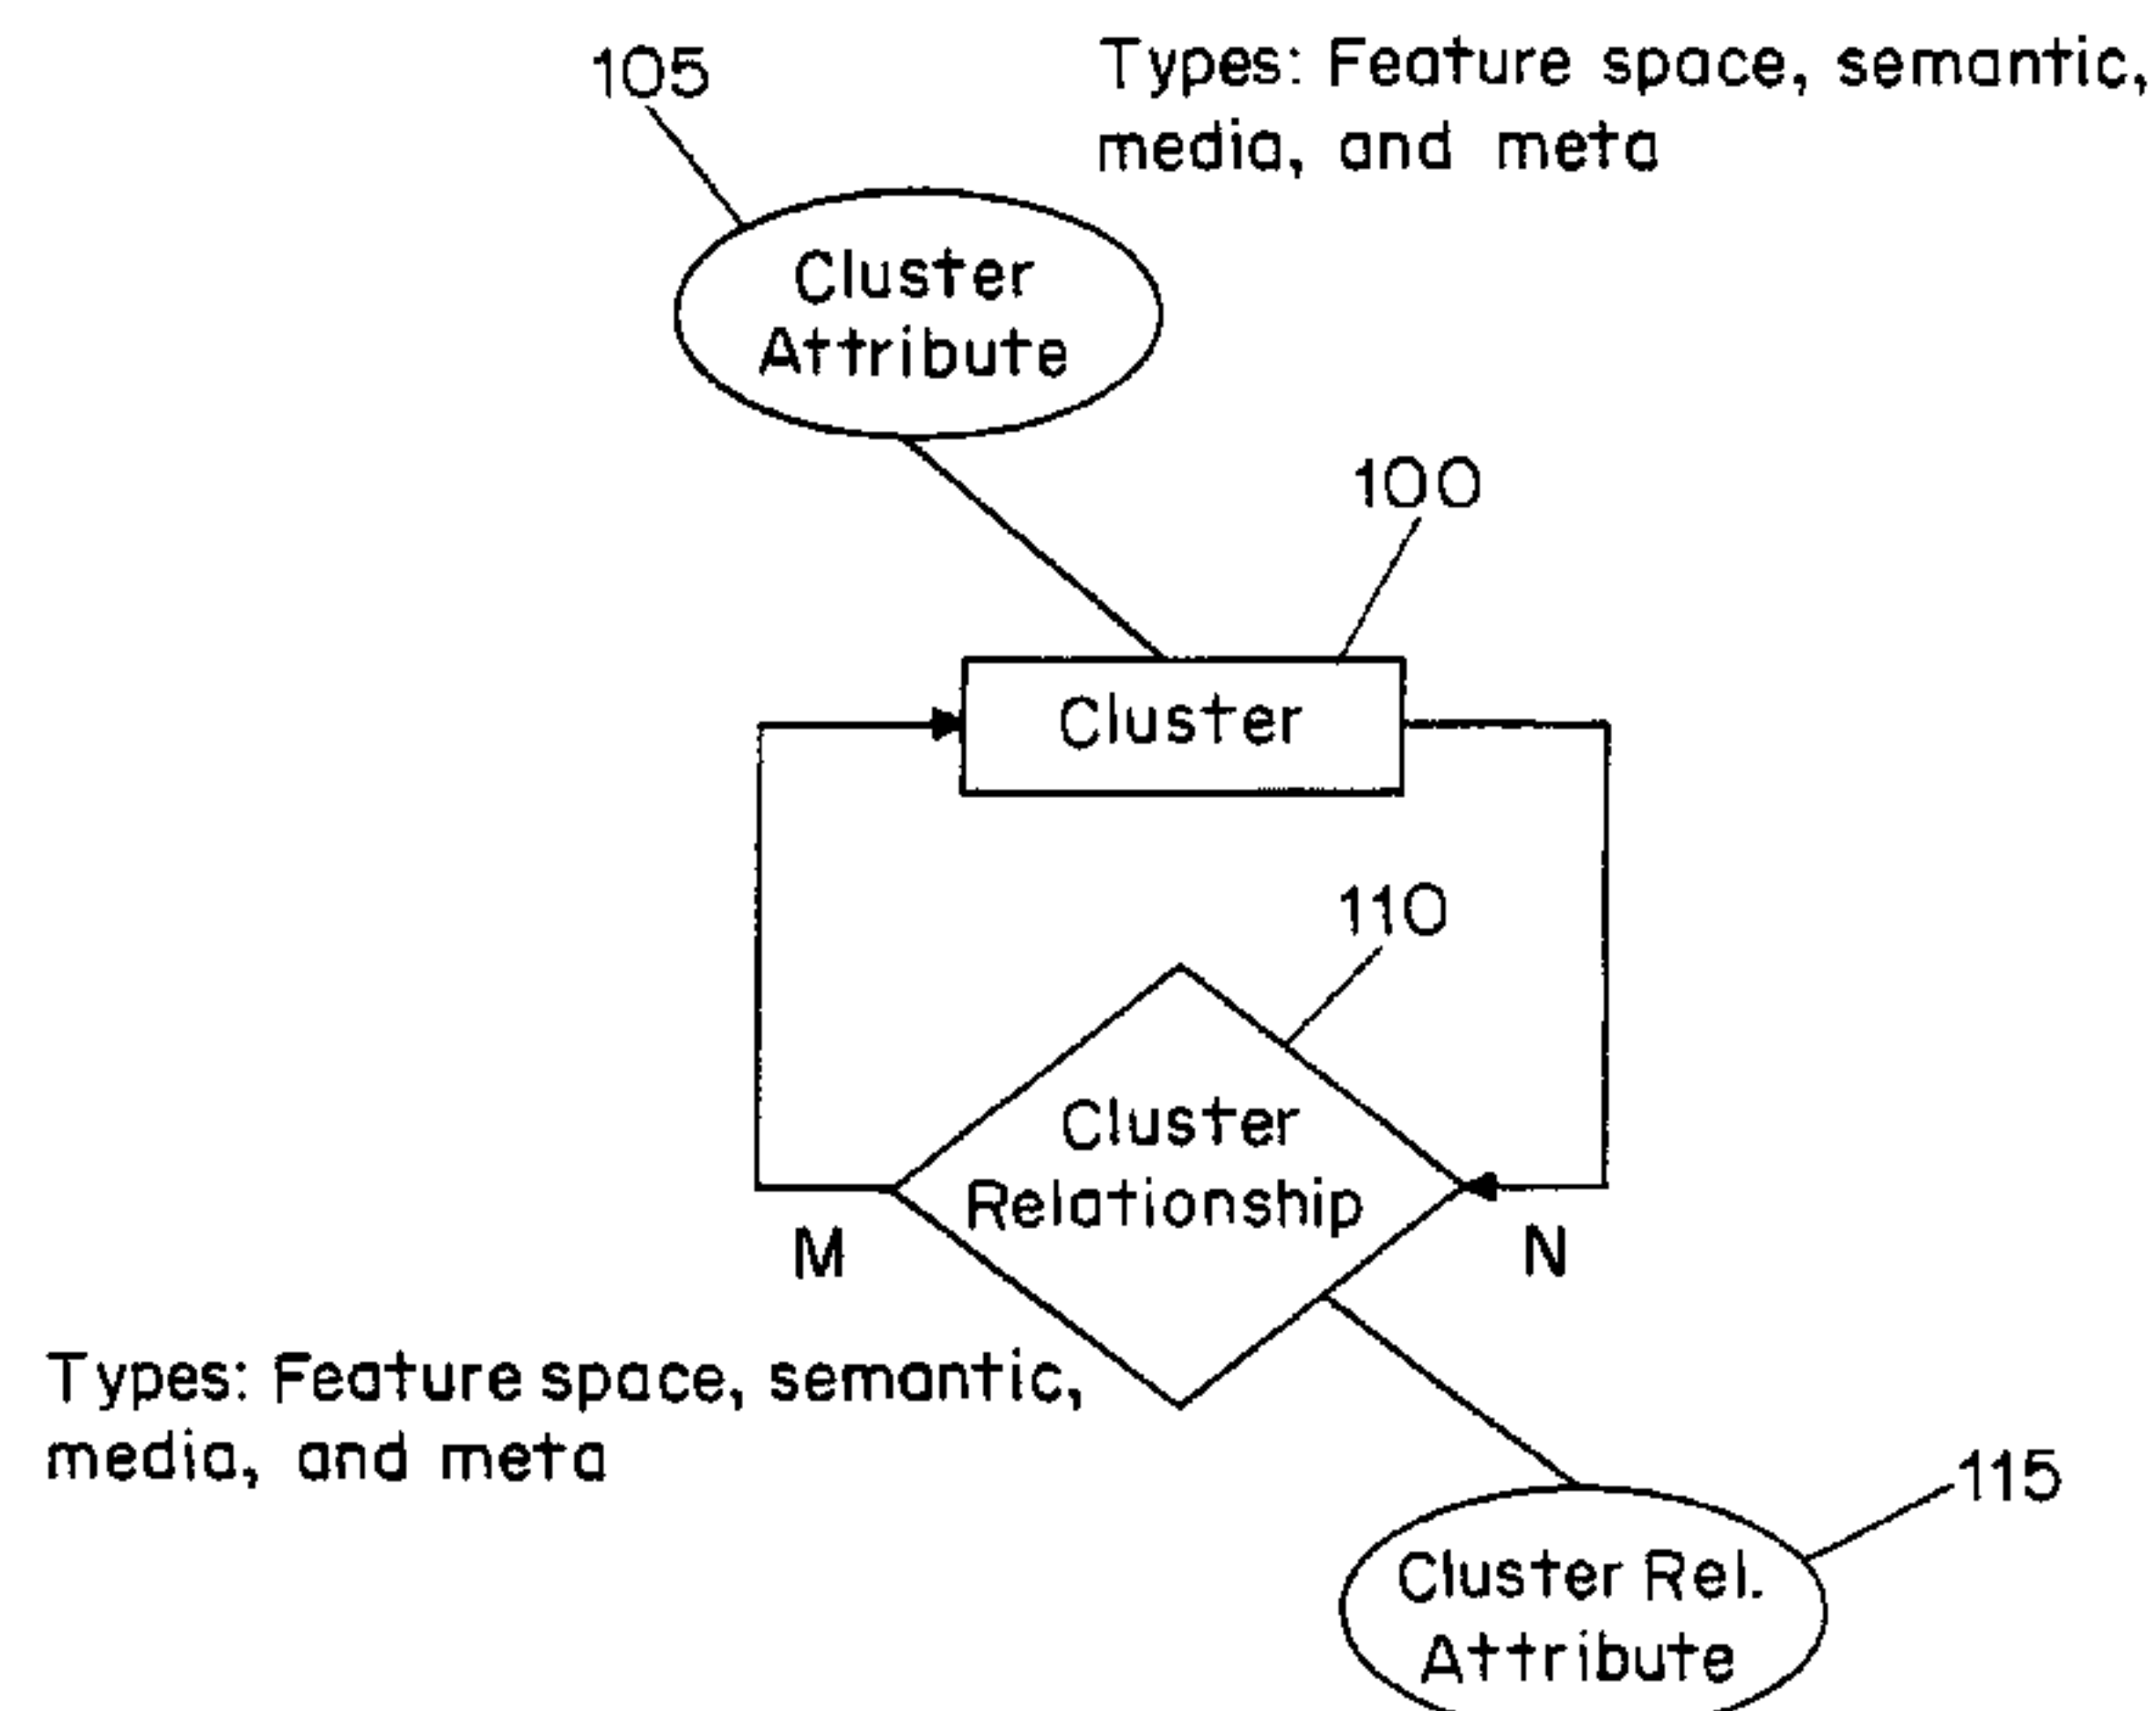 105
Types: Feature space, semantic,
media, and meta
Cluster
Attribute
100
Cluster
110
Cluster
Relationship
M
N
Types: Feature space, semantic,
media, and meta
115
Cluster Rel.
Attribute